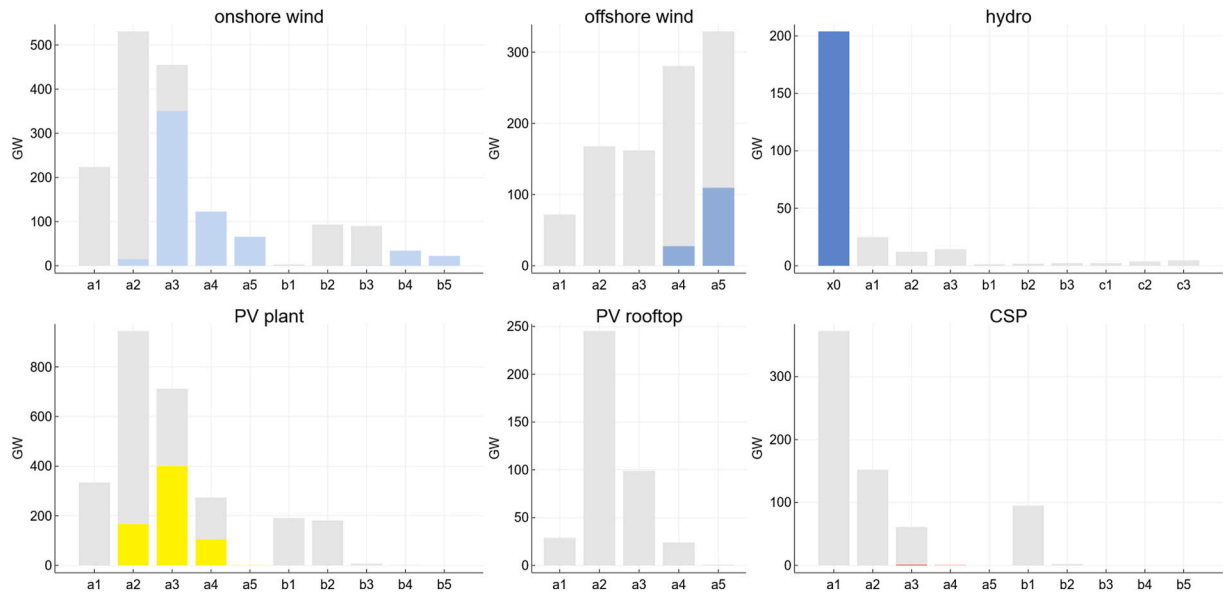 onshore wind
GW
500
400
300
200
100
0
a1 a2 a3 a4 a5 b1 b2 b3 b4 b5
offshore wind
GW
300
200
100
0
a1 a2 a3 a4 a5
hydro
GW
200
150
100
50
0
x0 a1 a2 a3 b1 b2 b3 c1 c2 c3
PV plant
GW
800
600
400
200
0
a1 a2 a3 a4 a5 b1 b2 b3 b4 b5
PV rooftop
GW
250
200
150
100
50
0
a1 a2 a3 a4 a5
CSP
GW
300
200
100
0
a1 a2 a3 a4 a5 b1 b2 b3 b4 b5